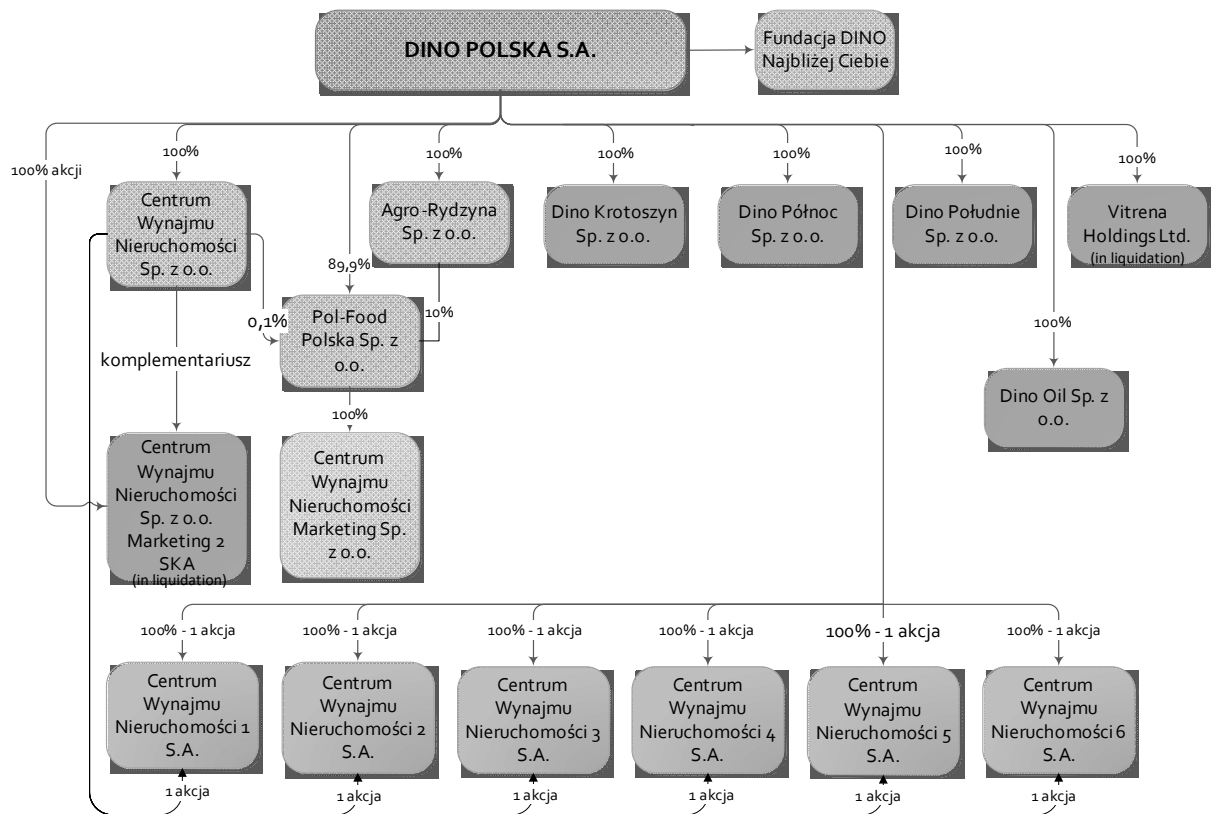 DINO POLSKA S.A.
Fundacja DINO
Najbliżej Ciebie
100% akcji
100%
100%
100%
100%
100%
100%
Centrum
Wynajmu
Nieruchomości
Sp. z o.o.
Agro-Rydzyna
Sp. z o.o.
Dino Krotoszyn
Sp. z o.o.
Dino Północ
Sp. z o.o.
Dino Południe
Sp. z o.o.
Vitrena
Holdings Ltd.
(in liquidation)
89,9%
0,1%
10%
100%
Pol-Food
Polska Sp. z
o.o.
komplementariusz
Dino Oil Sp. z
o.o.
100%
Centrum
Wynajmu
Nieruchomości
Sp. z o.o.
Marketing 2
SKA
(in liquidation)
Centrum
Wynajmu
Nieruchomości
Marketing Sp.
z o.o.
100% - 1 akcja
100% - 1 akcja
100% - 1 akcja
100% - 1 akcja
100% - 1 akcja
100% - 1 akcja
Centrum
Wynajmu
Nieruchomości 1
S.A.
Centrum
Wynajmu
Nieruchomości 2
S.A.
Centrum
Wynajmu
Nieruchomości 3
S.A.
Centrum
Wynajmu
Nieruchomości 4
S.A.
Centrum
Wynajmu
Nieruchomości 5
S.A.
Centrum
Wynajmu
Nieruchomości 6
S.A.
1 akcja
1 akcja
1 akcja
1 akcja
1 akcja
1 akcja